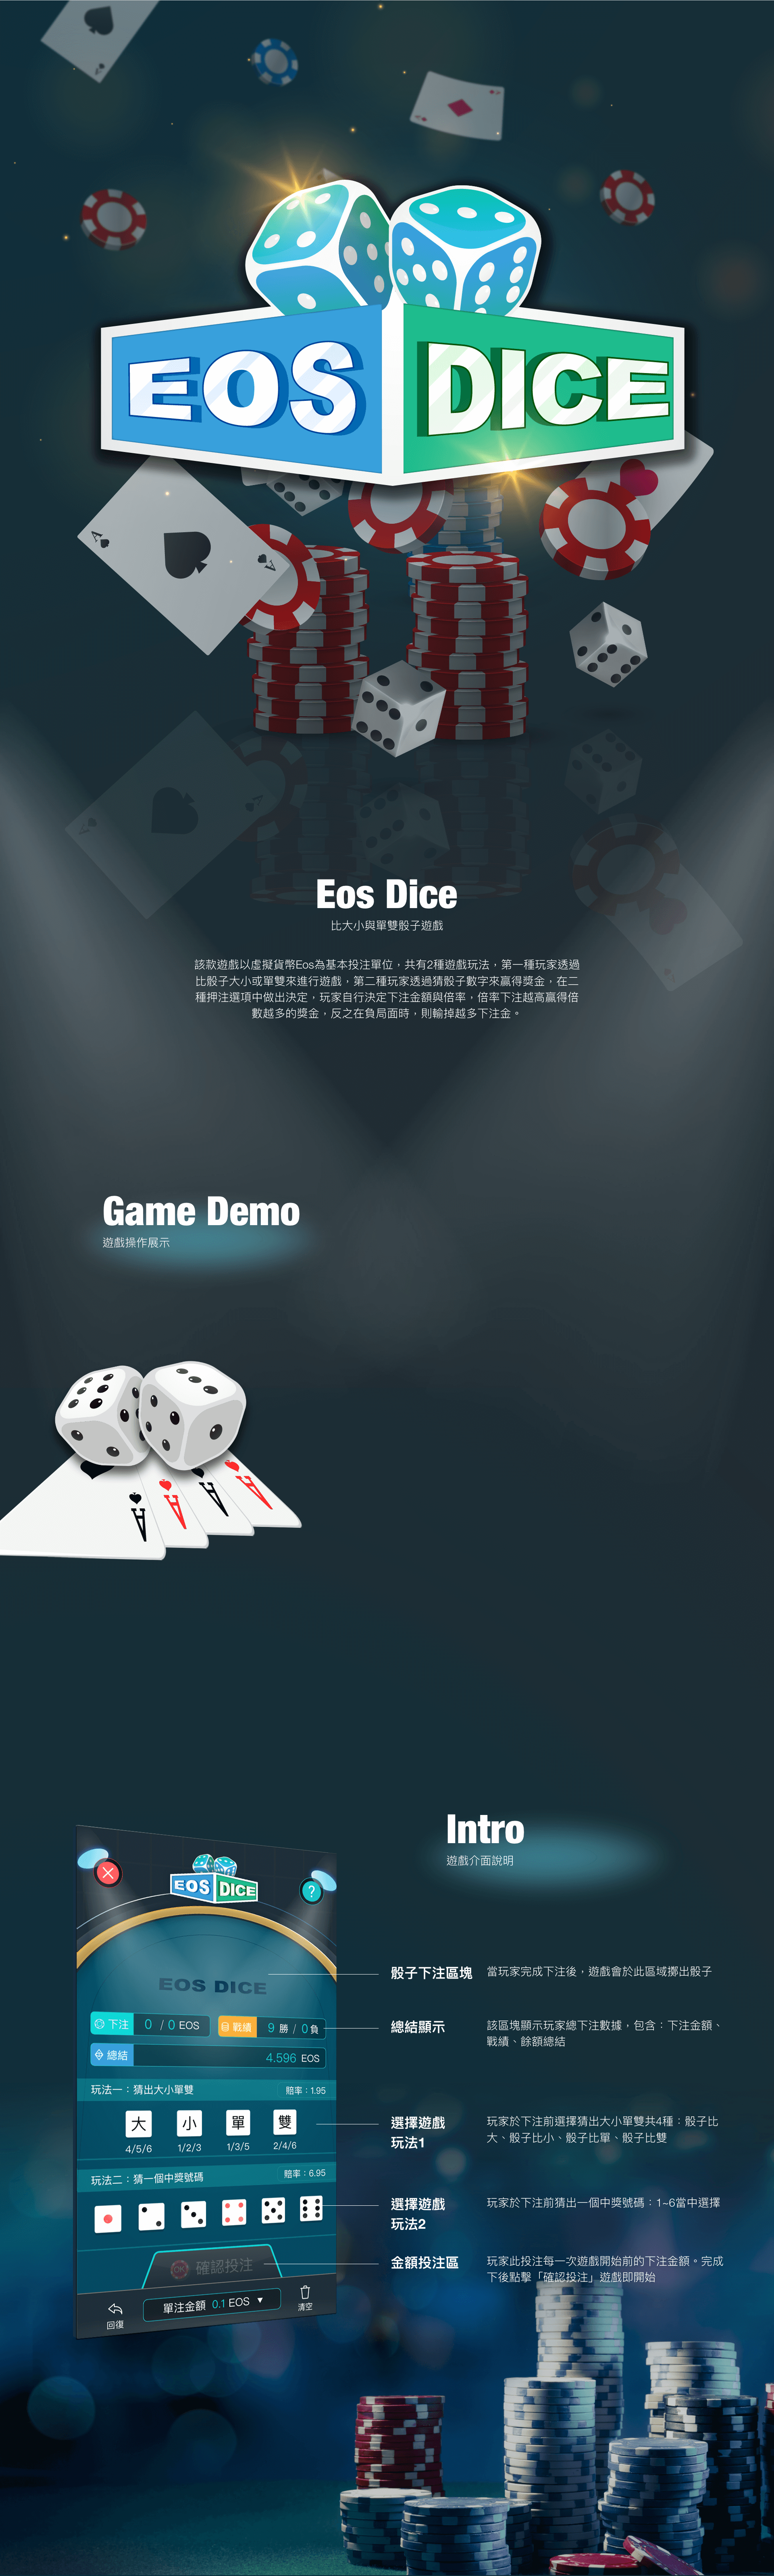 EOS DICE
A
A
Eos Dice
比大小與單雙骰子遊戲
該款遊戲以虛擬貨幣Eos為基本投注單位，共有2種遊戲玩法，第一種玩家透過
比骰子大小或單雙來進行遊戲，第二種玩家透過猜骰子數字來贏得獎金，在二
種押注選項中做出決定，玩家自行決定下注金額與倍率，倍率下注越高贏得倍
數越多的獎金，反之在負局面時，則輸掉越多下注金。
Game Demo
遊戲操作展示
A
A
A
A
Intro
遊戲介面說明
EOS DICE
?
EOS DICE
下注 0 / 0 EOS 戰績 9 勝 / 0 負
總結 4.596 EOS
玩法一：猜出大小單雙 賠率：1.95
大 小 單 雙
4/5/6 1/2/3 1/3/5 2/4/6
玩法二：猜一個中獎號碼 賠率：6.95
確認投注
回復 單注金額 0.1 EOS ▼ 清空
骰子下注區塊 當玩家完成下注後，遊戲會於此區域擲出骰子
總結顯示 該區塊顯示玩家總下注數據，包含：下注金額、
戰績、餘額總結
選擇遊戲 玩家於下注前選擇猜出大小單雙共4種：骰子比
玩法1 大、骰子比小、骰子比單、骰子比雙
選擇遊戲 玩家於下注前猜出一個中獎號碼：1~6當中選擇
玩法2
金額投注區 玩家此投注每一次遊戲開始前的下注金額。完成
下後點擊「確認投注」遊戲即開始